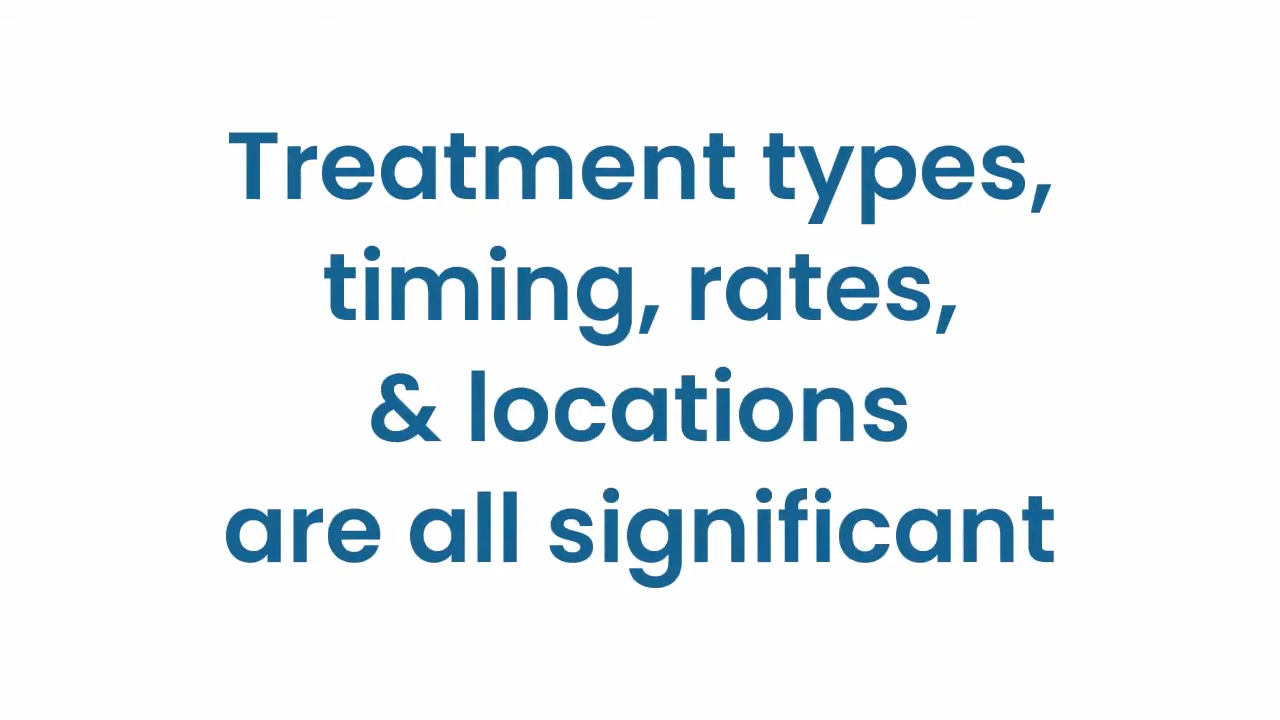 Treatment types,
timing, rates,
& locations
are all significant